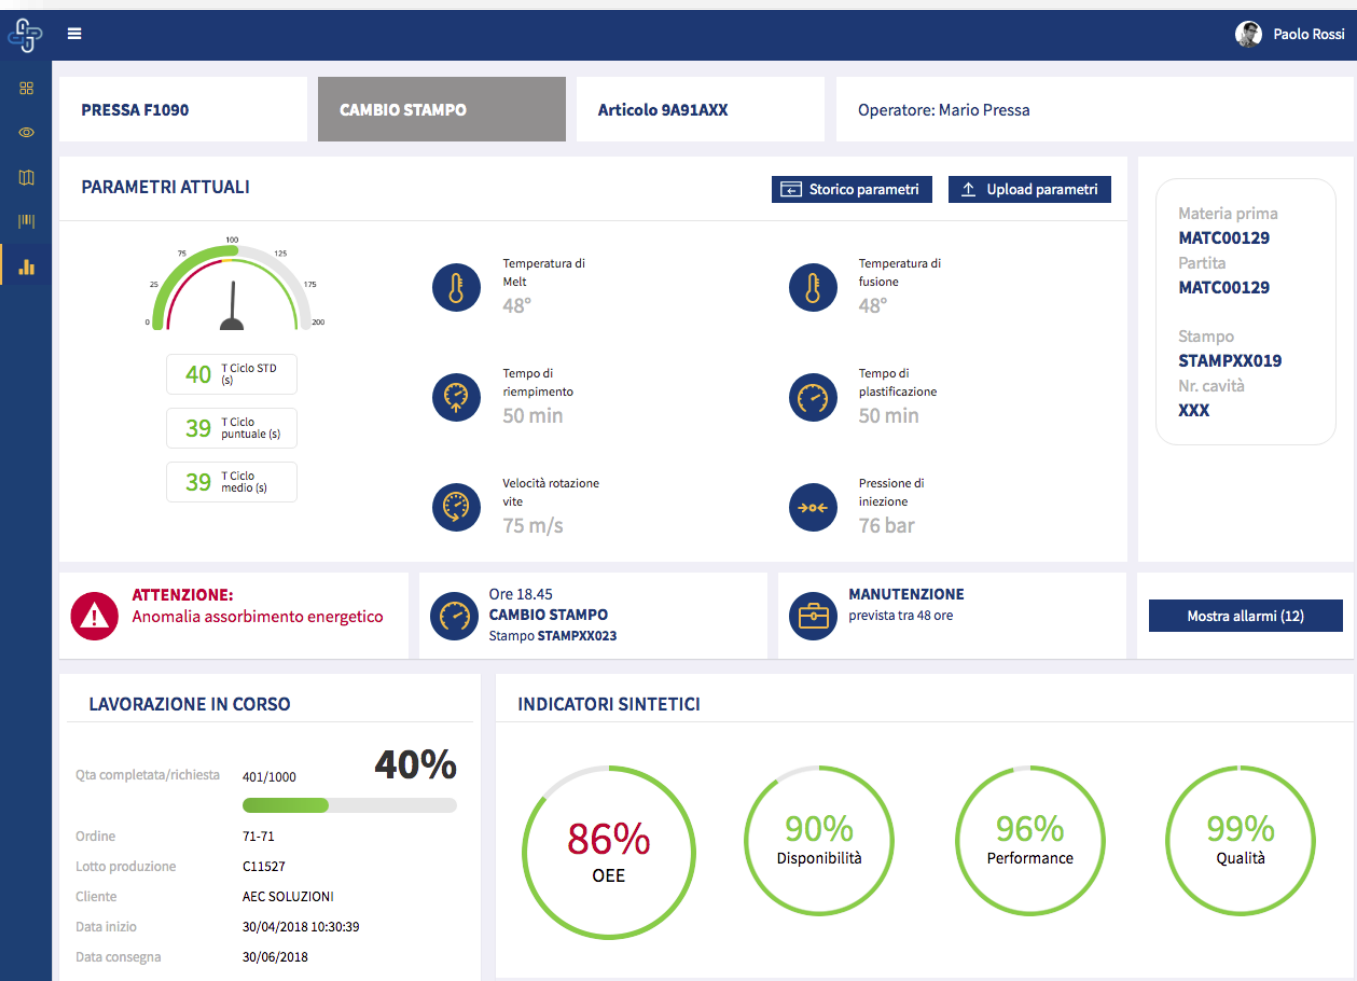 Paolo Rossi
PRESSA F1090
CAMBIO STAMPO
Articolo 9A91AXX
Operatore: Mario Pressa
PARAMETRI ATTUALI
Storico parametri
Upload parametri
0
25
75
100
125
175
200
40
T Ciclo STD
(s)
39
T Ciclo
puntuale (s)
39
T Ciclo
medio (s)
Temperatura di
Melt
48°
Temperatura di
fusione
48°
Tempo di
riempimento
50 min
Tempo di
plastificazione
50 min
Velocità rotazione
vite
75 m/s
Pressione di
iniezione
76 bar
Materia prima
MATC00129
Partita
MATC00129
Stampo
STAMPXX019
Nr. cavità
XXX
ATTENZIONE:
Anomalia assorbimento energetico
Ore 18.45
CAMBIO STAMPO
Stampo STAMPXX023
MANUTENZIONE
prevista tra 48 ore
Mostra allarmi (12)
LAVORAZIONE IN CORSO
40%
Qta completata/richiesta 401/1000
Ordine 71-71
Lotto produzione C11527
Cliente AEC SOLUZIONI
Data inizio 30/04/2018 10:30:39
Data consegna 30/06/2018
INDICATORI SINTETICI
86%
OEE
90%
Disponibilità
96%
Performance
99%
Qualità